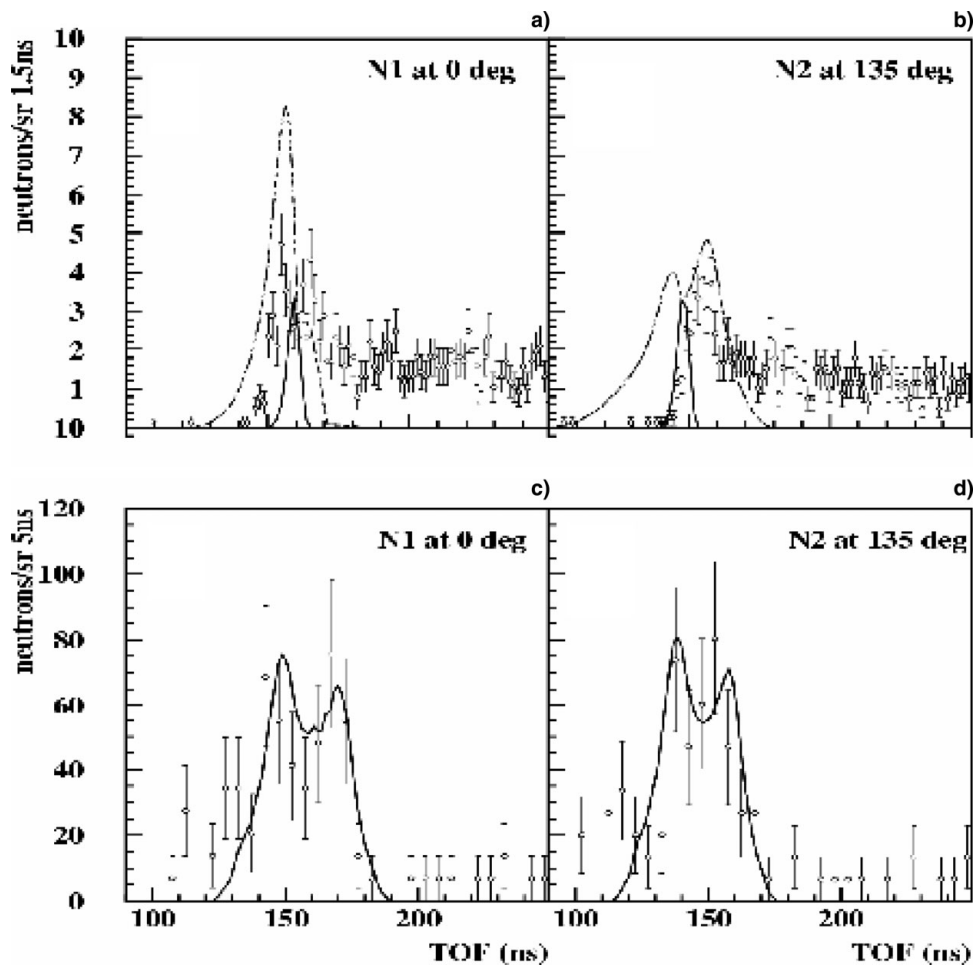 a)
b)
neutrons/sr 1.5ns
10
9
8
7
6
5
4
3
2
1
10
N1 at 0 deg
N2 at 135 deg
c)
d)
neutrons/sr 5ns
120
100
80
60
40
20
0
N1 at 0 deg
N2 at 135 deg
100 150 200 100 150 200
TOF (ns) TOF (ns)